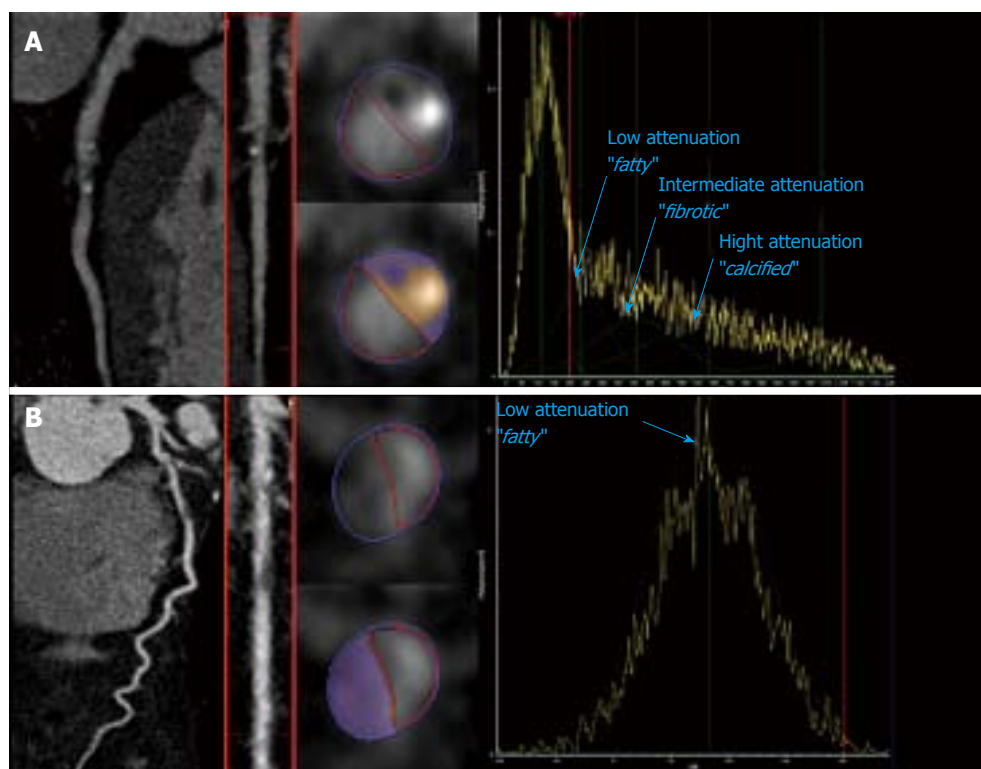 A
Low attenuation
"fatty"
Intermediate attenuation
"fibrotic"
Hight attenuation
"calcified"
B
Low attenuation
"fatty"